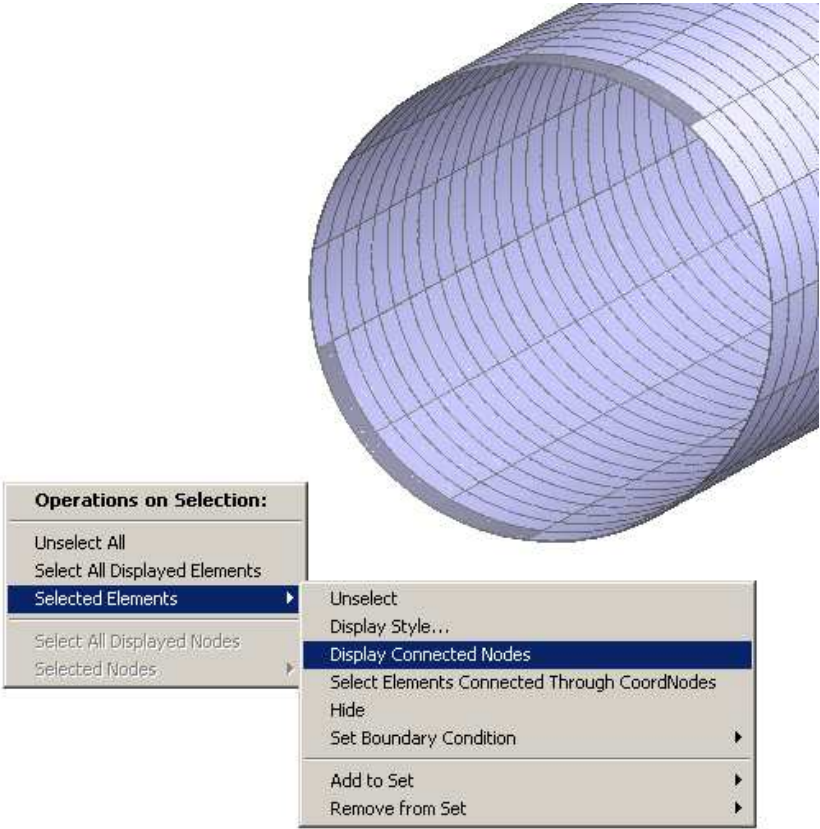 Operations on Selection:
Unselect All
Select All Displayed Elements
Selected Elements
Select All Displayed Nodes
Selected Nodes
Unselect
Display Style...
Display Connected Nodes
Select Elements Connected Through CoordNodes
Hide
Set Boundary Condition
Add to Set
Remove from Set